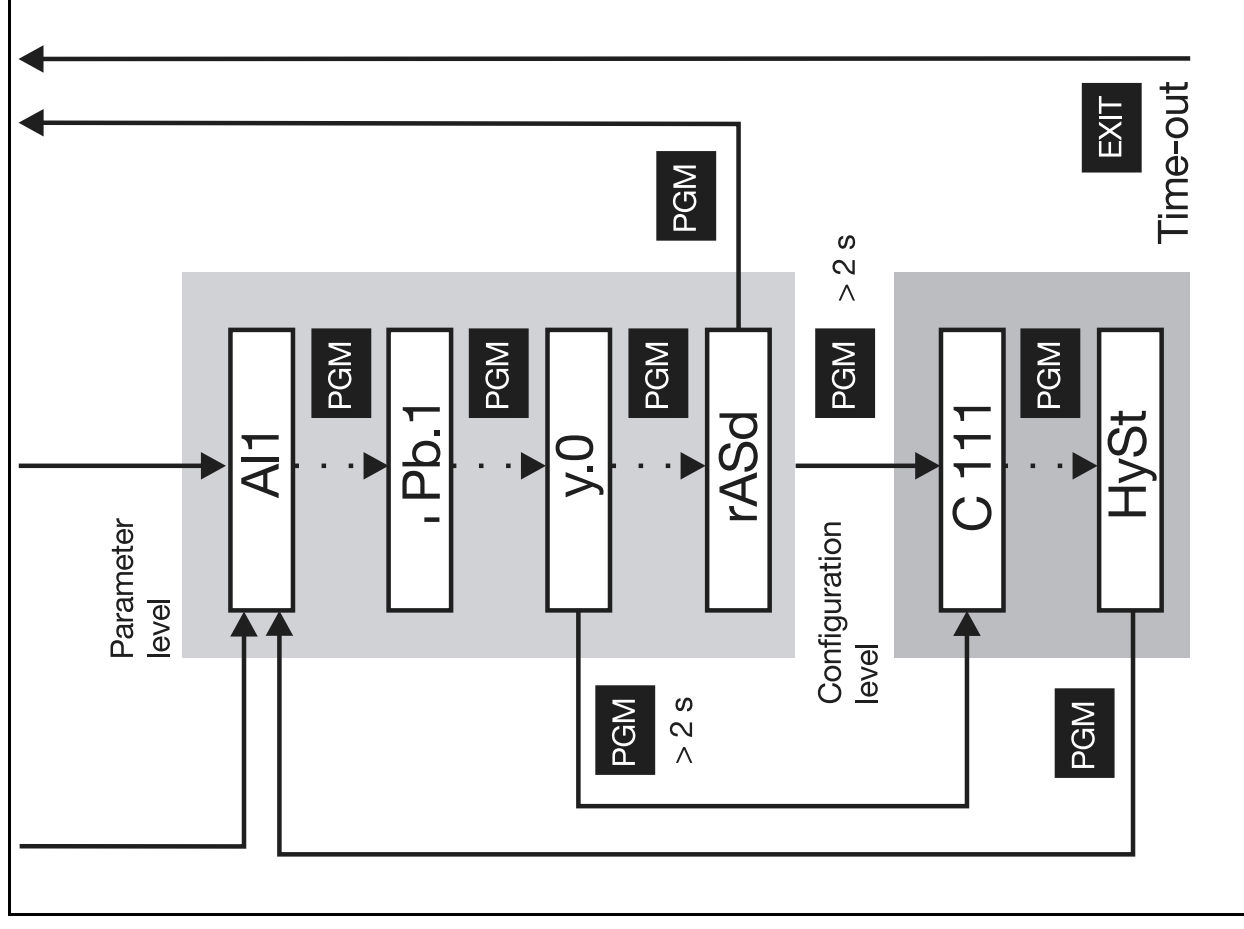 Parameter
level
Al1
PGM
ı Pb.1
PGM
y.0
PGM
rASd
PGM
PGM
> 2 s
Configuration
level
PGM
> 2 s
C 111
PGM
HySt
PGM
EXIT
Time-out